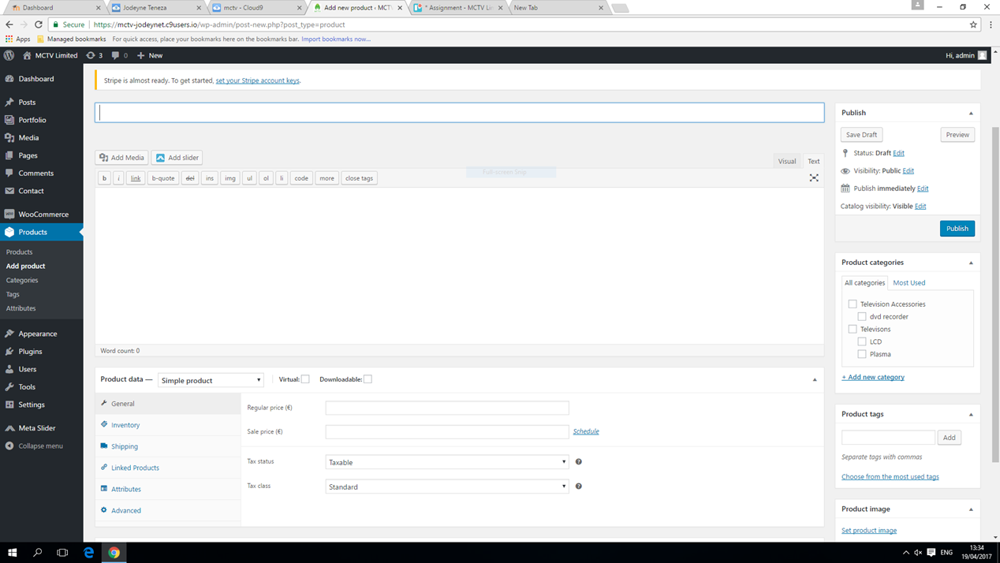 Dashboard
Jodeyne Teneza
mctv - Cloud9
Add new product ‹ MCTV
* Assignment - MCTV Lim
New Tab
Secure
https://mctv-jodeynet.c9users.io/wp-admin/post-new.php?post_type=product
Apps
Managed bookmarks
For quick access, place your bookmarks here on the bookmarks bar. Import bookmarks now...
MCTV Limited
3
0
New
Hi, admin
Dashboard
Posts
Portfolio
Media
Pages
Comments
Contact
WooCommerce
Products
Products
Add product
Categories
Tags
Attributes
Appearance
Plugins
Users
Tools
Settings
Meta Slider
Collapse menu
Stripe is almost ready. To get started, set your Stripe account keys.
Add Media
Add slider
Visual
Text
b
i
link
b-quote
del
ins
img
ul
ol
li
code
more
close tags
Full-screen Snip
Word count: 0
Product data —
Simple product
Virtual:
Downloadable:
General
Inventory
Shipping
Linked Products
Attributes
Advanced
Regular price (€)
Sale price (€)
Schedule
Tax status
Taxable
Tax class
Standard
Publish
Save Draft
Preview
Status: Draft Edit
Visibility: Public Edit
Publish immediately Edit
Catalog visibility: Visible Edit
Publish
Product categories
All categories
Most Used
Television Accessories
dvd recorder
Televisons
LCD
Plasma
+ Add new category
Product tags
Add
Separate tags with commas
Choose from the most used tags
Product image
Set product image
ENG
13:34
19/04/2017